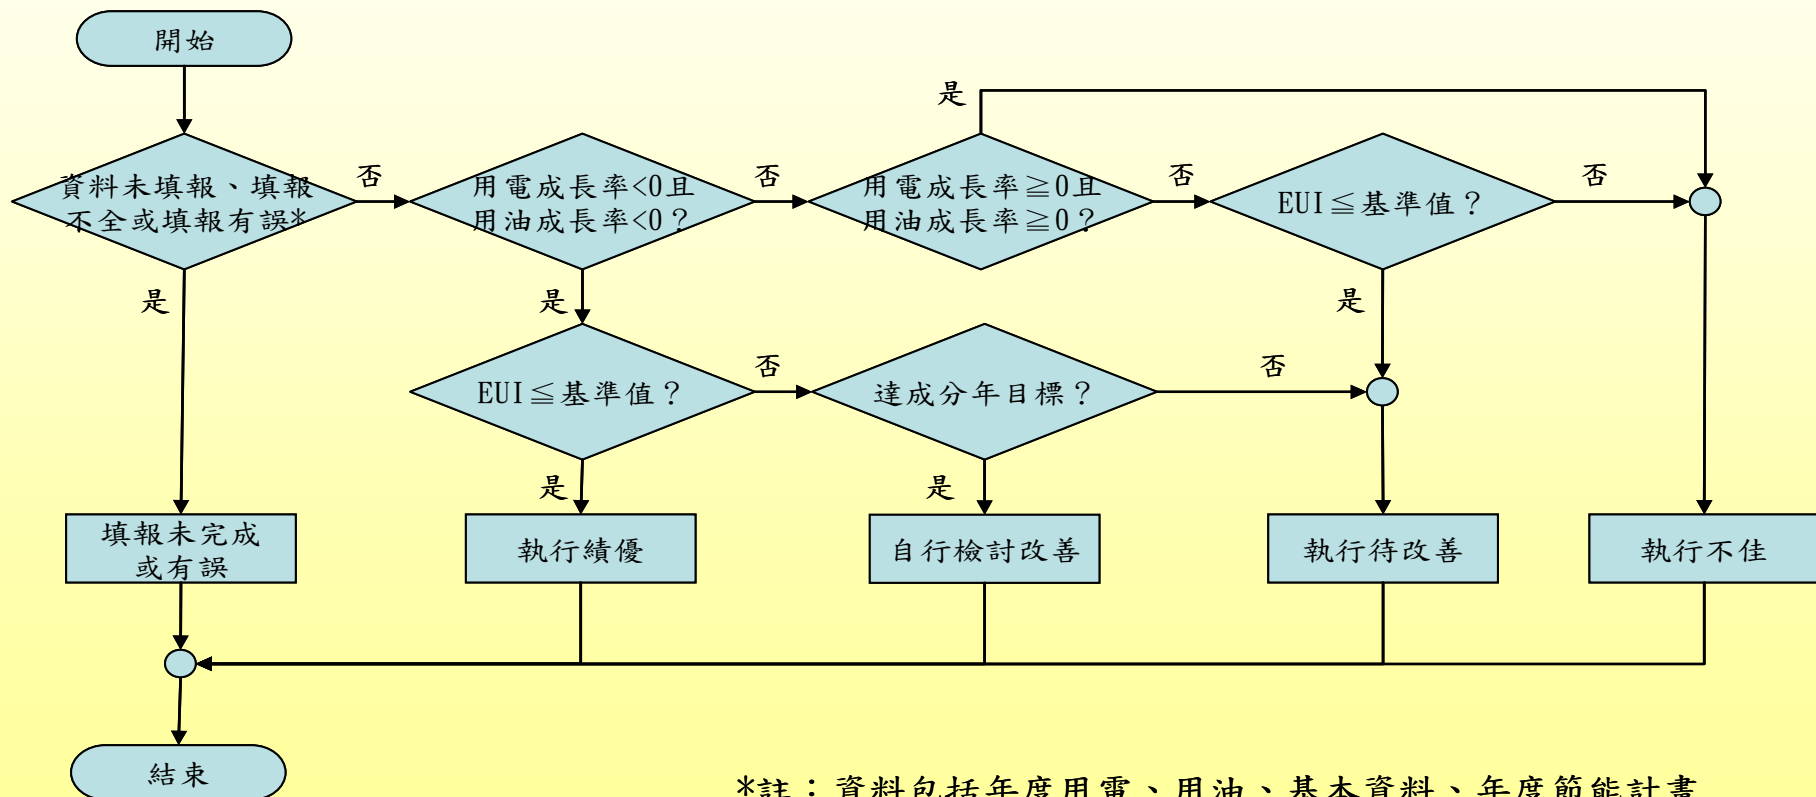 開始
是
資料未填報、填報
不全或填報有誤*
否
用電成長率<0且
用油成長率<0？
否
用電成長率≧0且
用油成長率≧0？
否
EUI≦基準值？
否
是
是
是
EUI≦基準值？
否
達成分年目標？
否
是
是
填報未完成
或有誤
執行績優
自行檢討改善
執行待改善
執行不佳
結束
*註：資料包括年度用電、用油、基本資料、年度節能計畫